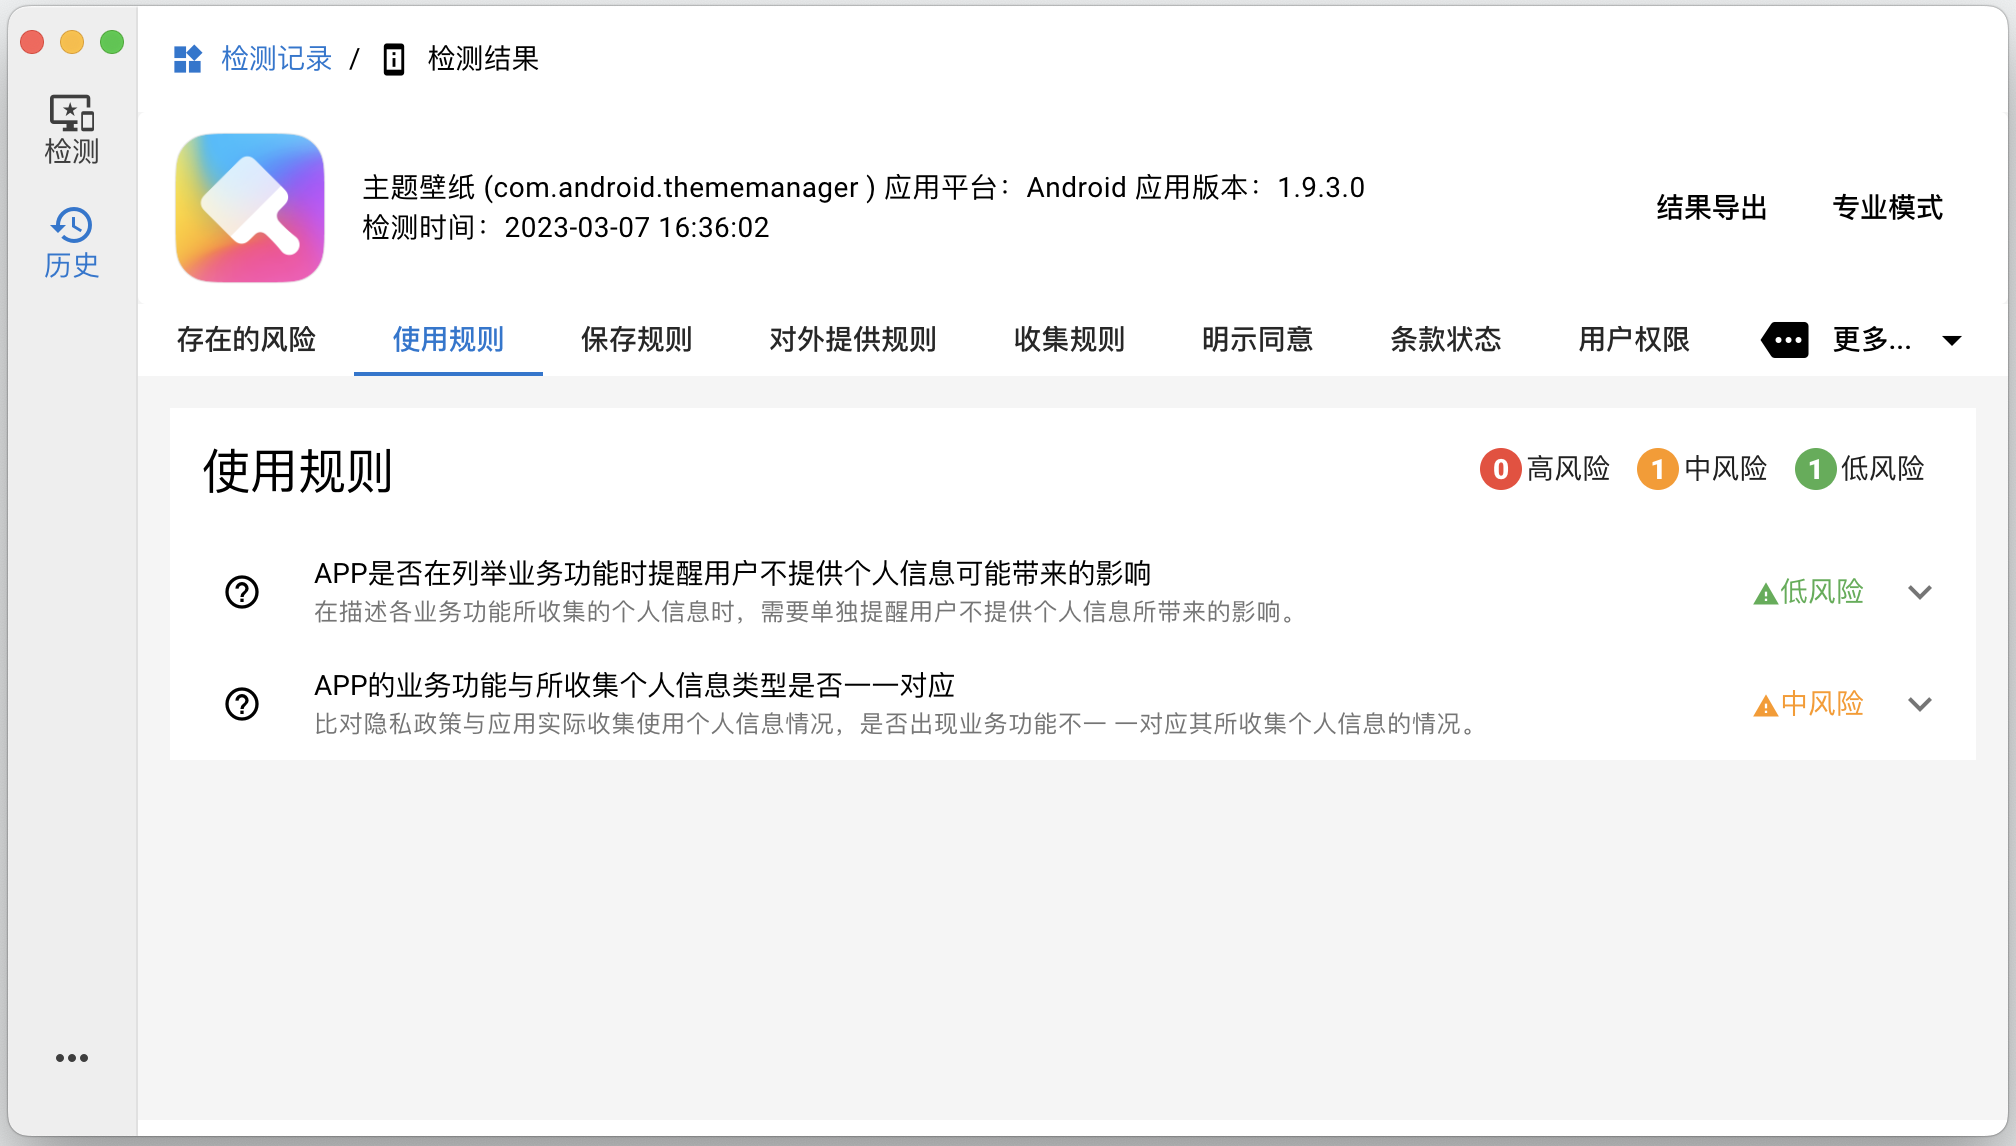 检测记录 / 检测结果
检测
历史
主题壁纸 (com.android.thememanager ) 应用平台：Android 应用版本：1.9.3.0
检测时间：2023-03-07 16:36:02
结果导出 专业模式
存在的风险 使用规则 保存规则 对外提供规则 收集规则 明示同意 条款状态 用户权限 更多...
使用规则
0 高风险 1 中风险 1 低风险
APP是否在列举业务功能时提醒用户不提供个人信息可能带来的影响
在描述各业务功能所收集的个人信息时，需要单独提醒用户不提供个人信息所带来的影响。
低风险
APP的业务功能与所收集个人信息类型是否一一对应
比对隐私政策与应用实际收集使用个人信息情况，是否出现业务功能不一 一对应其所收集个人信息的情况。
中风险